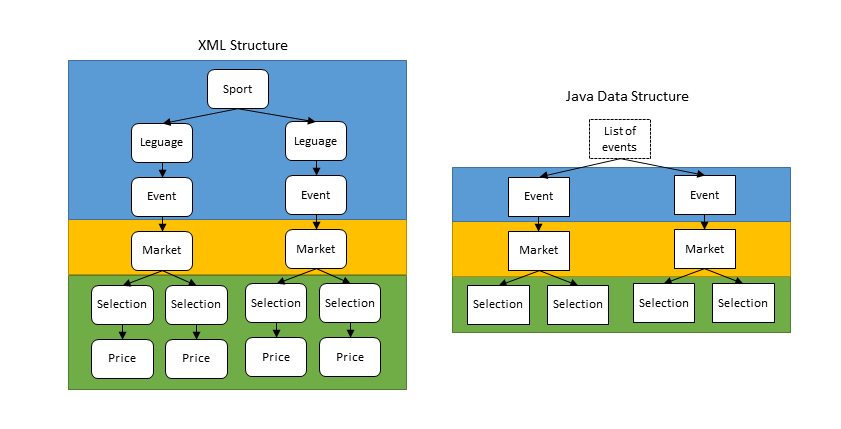 XML Structure
Sport
Leguage
Leguage
Event
Event
Market
Market
Selection
Selection
Selection
Selection
Price
Price
Price
Price
Java Data Structure
List of
events
Event
Event
Market
Market
Selection
Selection
Selection
Selection